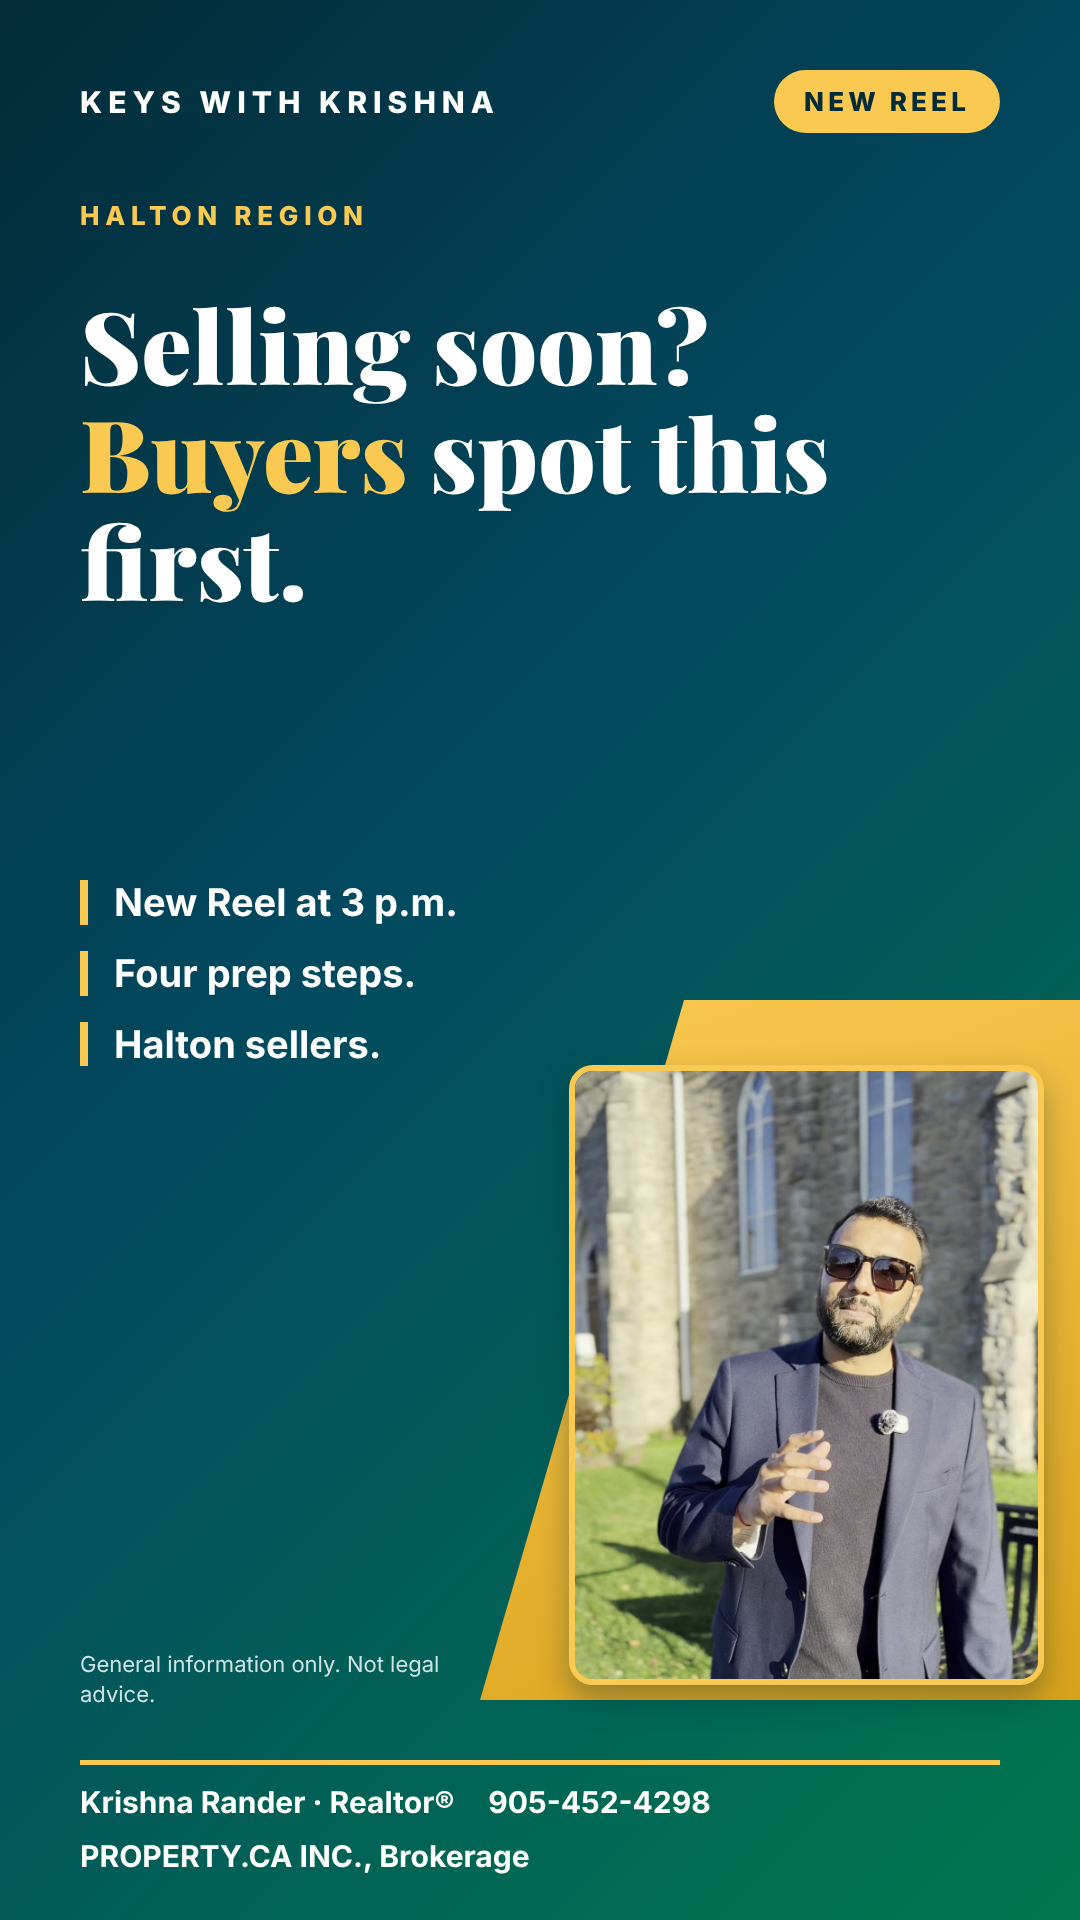 KEYS WITH KRISHNA
NEW REEL
HALTON REGION
Selling soon?
Buyers spot this
first.
New Reel at 3 p.m.
Four prep steps.
Halton sellers.
General information only. Not legal
advice.
Krishna Rander · Realtor® 905-452-4298
PROPERTY.CA INC., Brokerage